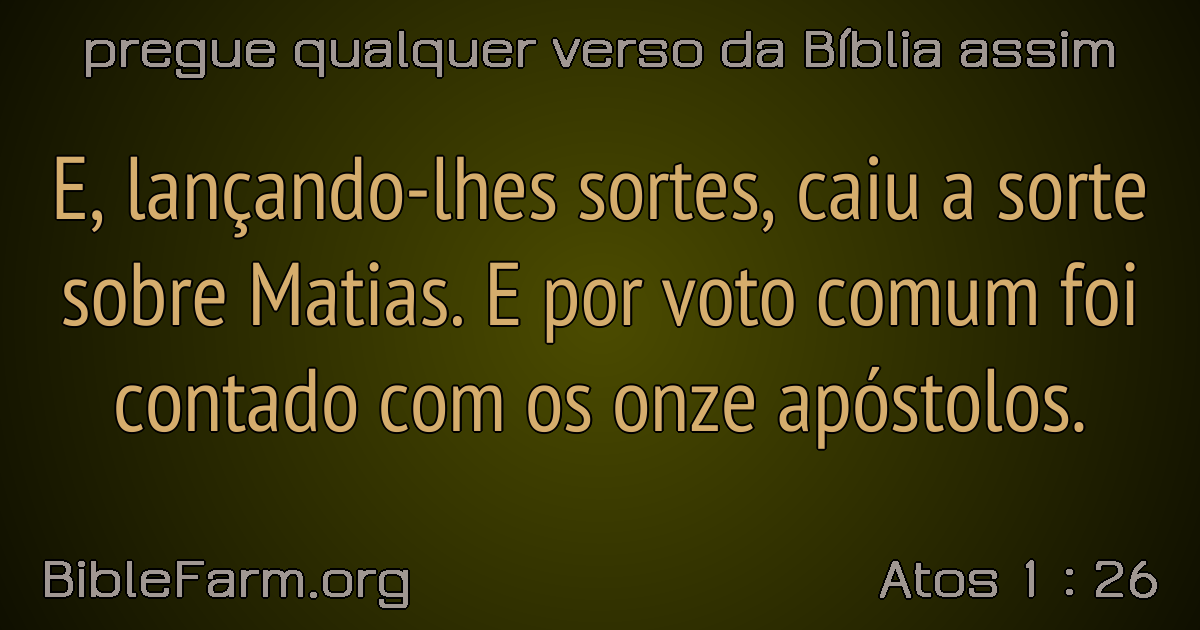 pregue qualquer verso da Bíblia assim
E, lançando-lhes sortes, caiu a sorte
sobre Matias. E por voto comum foi
contado com os onze apóstolos.
BibleFarm.org
Atos 1 : 26